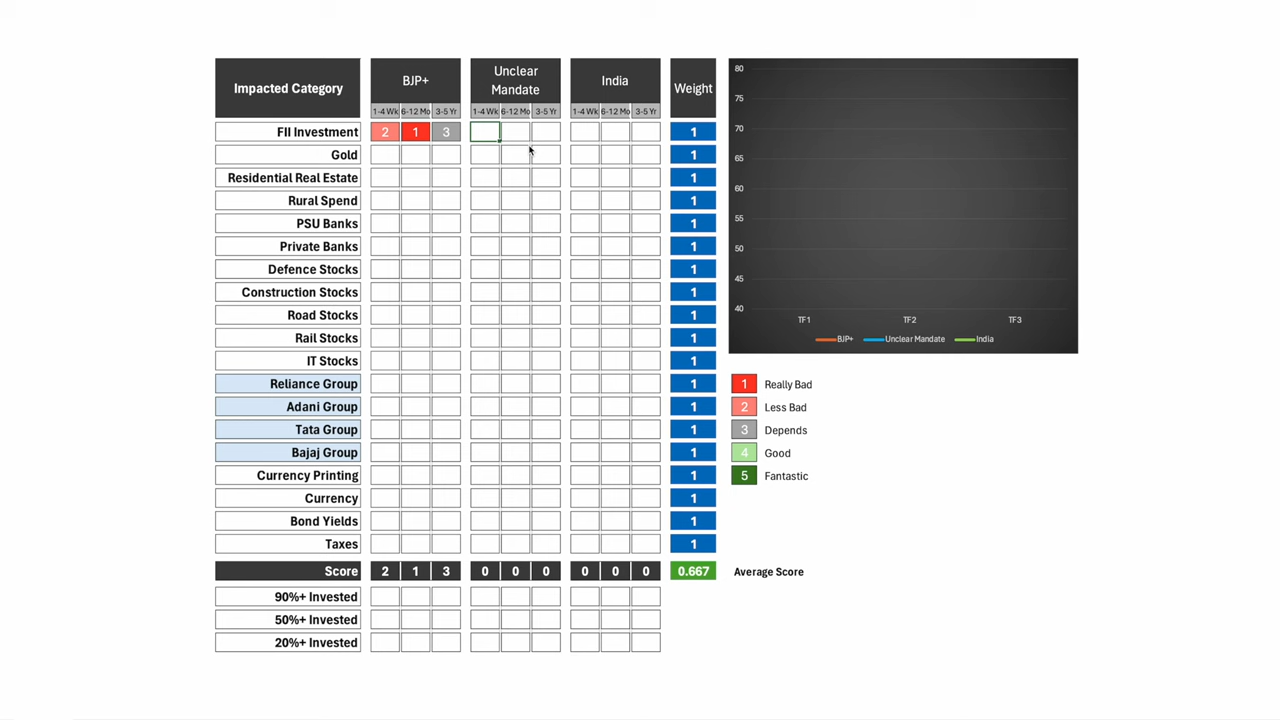 Impacted Category BJP+ Unclear Mandate India Weight
1-4 Wk 6-12 Mo 3-5 Yr 1-4 Wk 6-12 Mo 3-5 Yr 1-4 Wk 6-12 Mo 3-5 Yr
FII Investment 2 1 3 1
Gold 1
Residential Real Estate 1
Rural Spend 1
PSU Banks 1
Private Banks 1
Defence Stocks 1
Construction Stocks 1
Road Stocks 1
Rail Stocks 1
IT Stocks 1
Reliance Group 1
Adani Group 1
Tata Group 1
Bajaj Group 1
Currency Printing 1
Currency 1
Bond Yields 1
Taxes 1
Score 2 1 3 0 0 0 0 0 0 0.667 Average Score
90%+ Invested
50%+ Invested
20%+ Invested
80
75
70
65
60
55
50
45
40
TF1 TF2 TF3
BJP+ Unclear Mandate India
1 Really Bad
2 Less Bad
3 Depends
4 Good
5 Fantastic